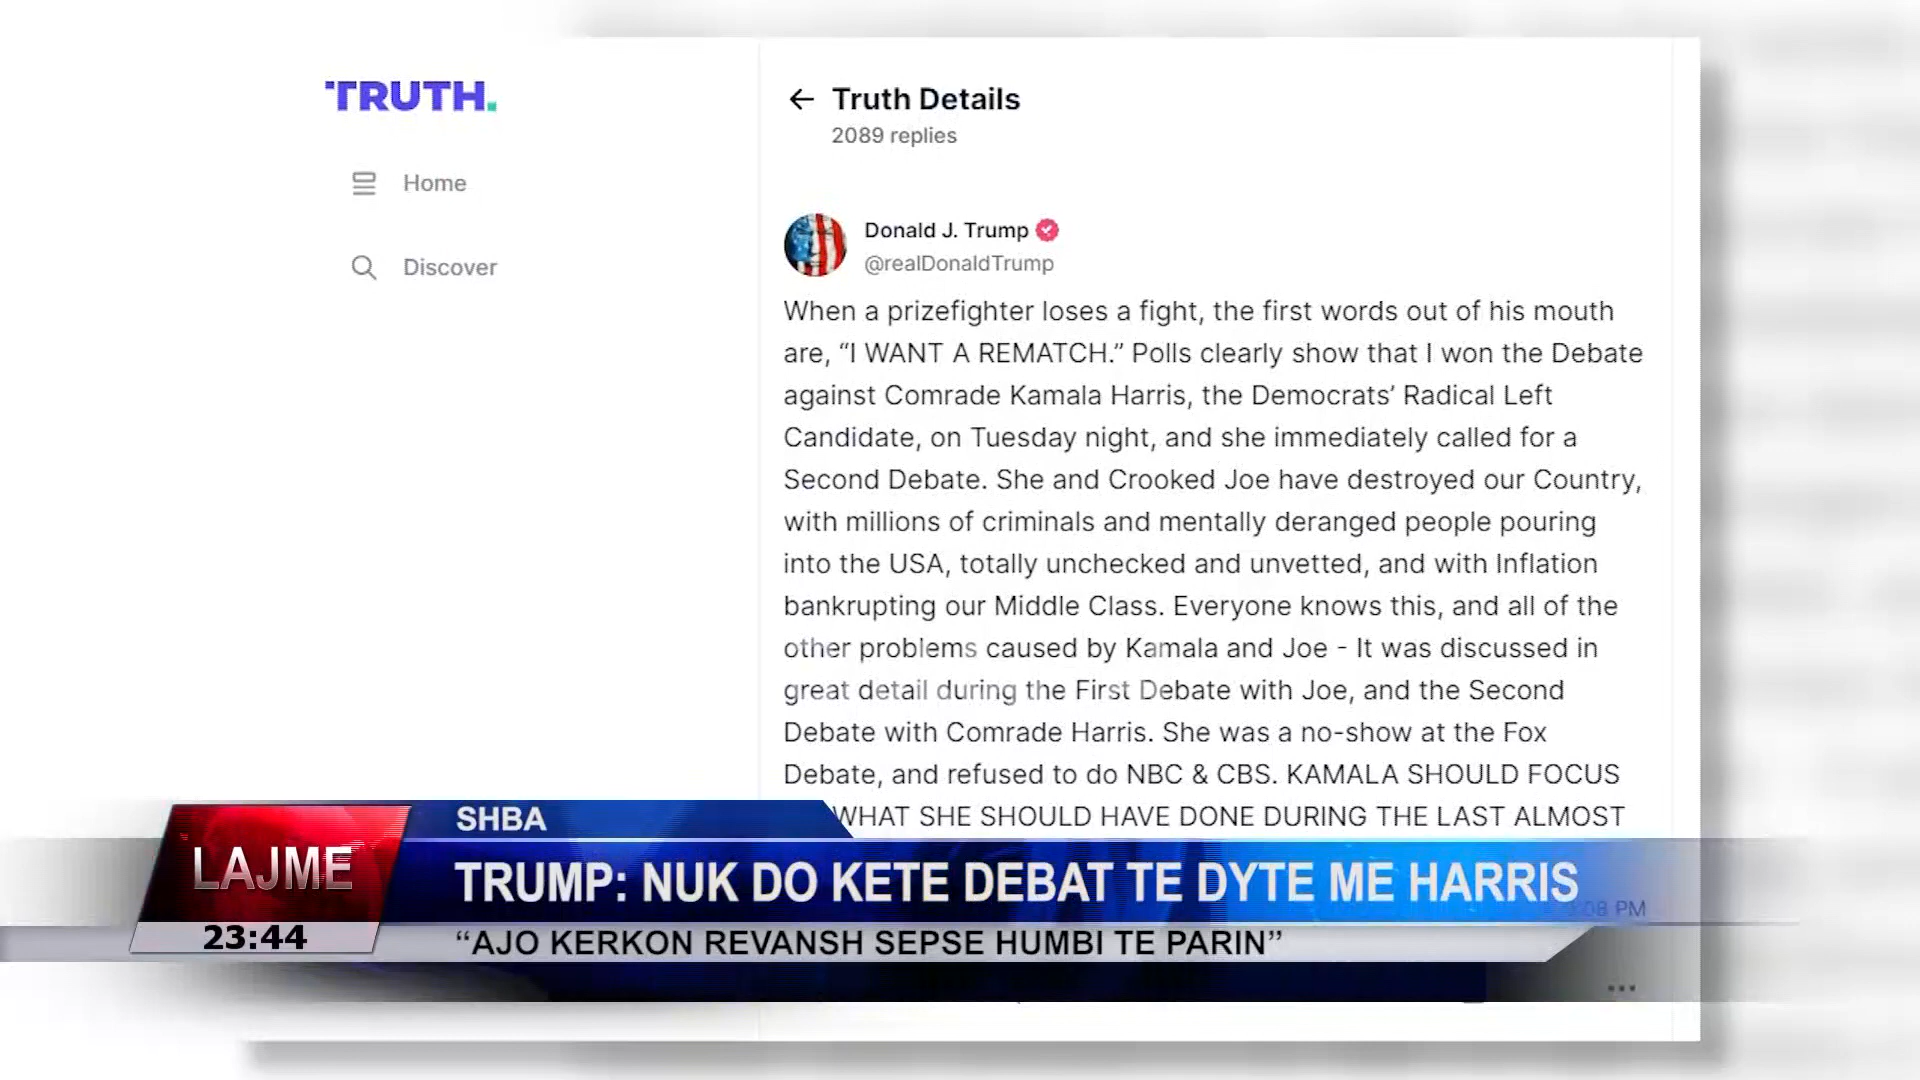 TRUTH.
Home
Discover
Truth Details
2089 replies
Donald J. Trump
@realDonaldTrump
When a prizefighter loses a fight, the first words out of his mouth
are, “I WANT A REMATCH.” Polls clearly show that I won the Debate
against Comrade Kamala Harris, the Democrats’ Radical Left
Candidate, on Tuesday night, and she immediately called for a
Second Debate. She and Crooked Joe have destroyed our Country,
with millions of criminals and mentally deranged people pouring
into the USA, totally unchecked and unvetted, and with Inflation
bankrupting our Middle Class. Everyone knows this, and all of the
other problems caused by Kamala and Joe - It was discussed in
great detail during the First Debate with Joe, and the Second
Debate with Comrade Harris. She was a no-show at the Fox
Debate, and refused to do NBC & CBS. KAMALA SHOULD FOCUS
WHAT SHE SHOULD HAVE DONE DURING THE LAST ALMOST
SHBA
LAJME
TRUMP: NUK DO KETE DEBAT TE DYTE ME HARRIS
PM
23:44
“AJO KERKON REVANSH SEPSE HUMBI TE PARIN”